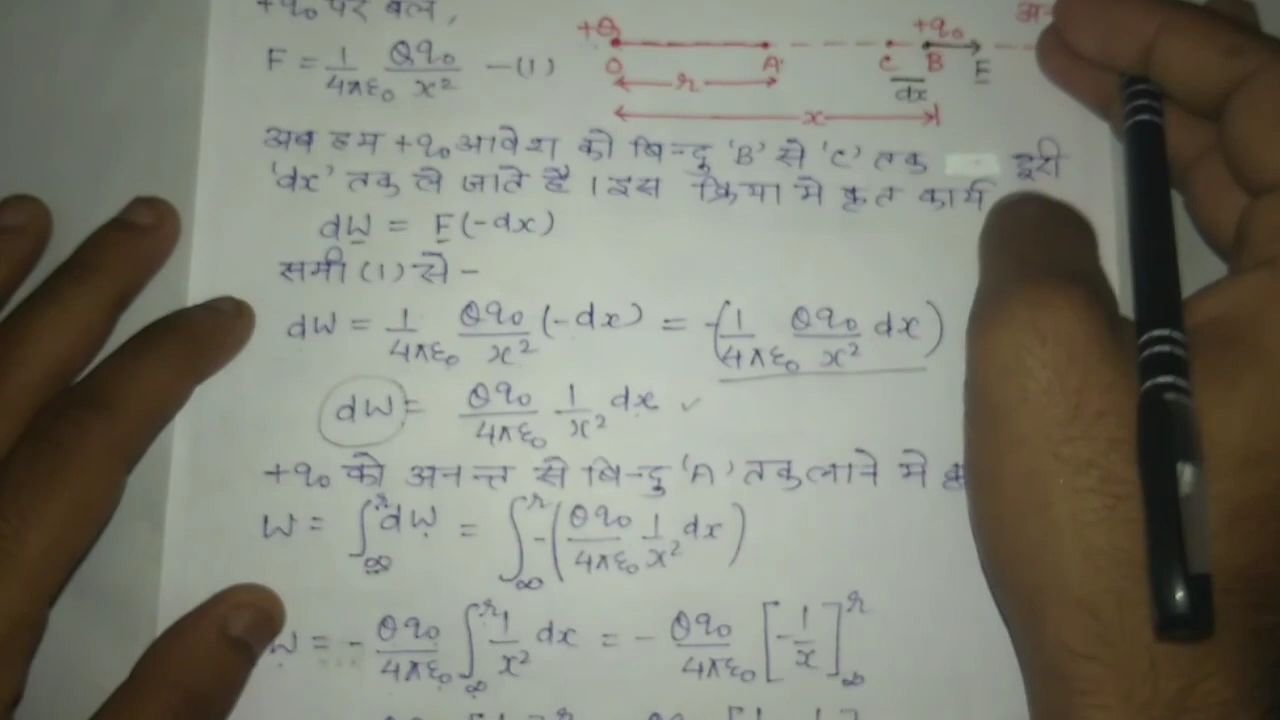 +q₀ पर बल,
F = 1/4πε₀ Qq₀/x² —(1)
+Q +q₀
O A C B E
r dx
x
अब हम +q₀ आवेश को बिन्दु 'B' से 'C' तक दूरी
'dx' तक ले जाते है । इस क्रिया मे कृत कार्य
dW = F(-dx)
समी (1) से -
dW = 1/4πε₀ Qq₀/x² (-dx) = -(1/4πε₀ Qq₀/x² dx)
dW = Qq₀/4πε₀ 1/x² dx ✓
+q₀ को अनन्त से बिन्दु 'A' तक लाने मे
W = ∫_∞^r dW = ∫_∞^r -(Qq₀/4πε₀ 1/x² dx)
W = - Qq₀/4πε₀ ∫_∞^r 1/x² dx = - Qq₀/4πε₀ [-1/x]_∞^r